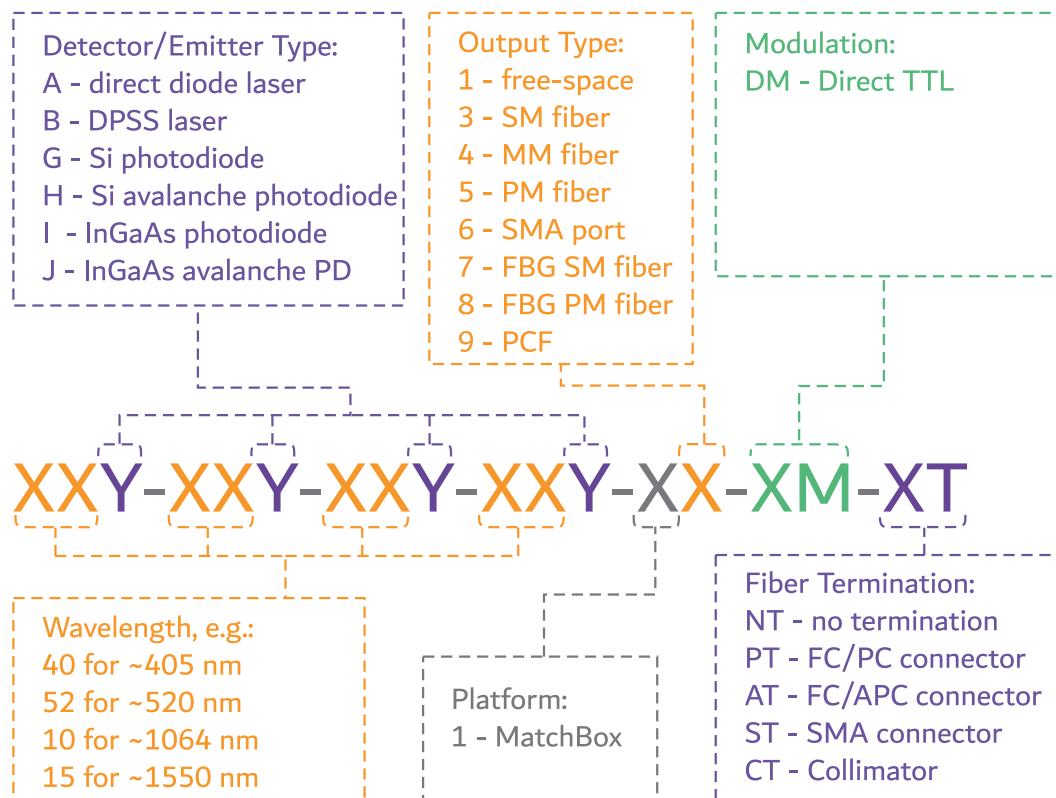 Detector/Emitter Type:
A - direct diode laser
B - DPSS laser
G - Si photodiode
H - Si avalanche photodiode
I - InGaAs photodiode
J - InGaAs avalanche PD
Output Type:
1 - free-space
3 - SM fiber
4 - MM fiber
5 - PM fiber
6 - SMA port
7 - FBG SM fiber
8 - FBG PM fiber
9 - PCF
Modulation:
DM - Direct TTL
XXY-XXY-XXY-XXY-XX-XM-XT
Wavelength, e.g.:
40 for ~405 nm
52 for ~520 nm
10 for ~1064 nm
15 for ~1550 nm
Platform:
1 - MatchBox
Fiber Termination:
NT - no termination
PT - FC/PC connector
AT - FC/APC connector
ST - SMA connector
CT - Collimator